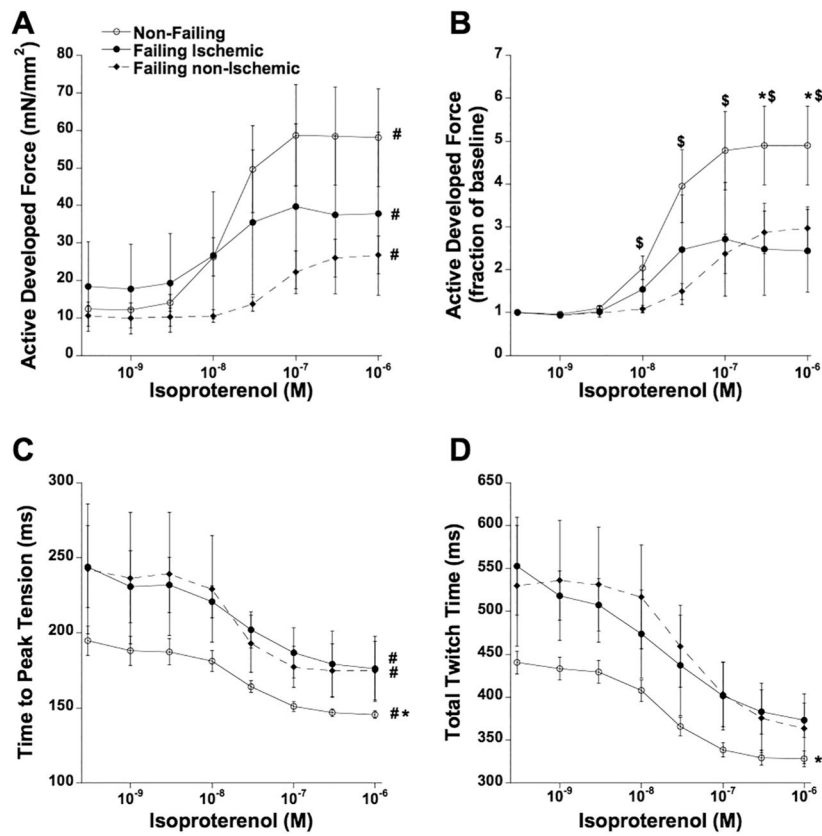 A
Non-Failing
Failing Ischemic
Failing non-Ischemic
Active Developed Force (mN/mm²)
80
70
60
50
40
30
20
10
0
#
#
#
10⁻⁹ 10⁻⁸ 10⁻⁷ 10⁻⁶
Isoproterenol (M)
B
Active Developed Force
(fraction of baseline)
7
6
5
4
3
2
1
0
$ $ $ *$ *$
10⁻⁹ 10⁻⁸ 10⁻⁷ 10⁻⁶
Isoproterenol (M)
C
Time to Peak Tension (ms)
300
250
200
150
100
#
#
#*
10⁻⁹ 10⁻⁸ 10⁻⁷ 10⁻⁶
Isoproterenol (M)
D
Total Twitch Time (ms)
650
600
550
500
450
400
350
300
*
10⁻⁹ 10⁻⁸ 10⁻⁷ 10⁻⁶
Isoproterenol (M)